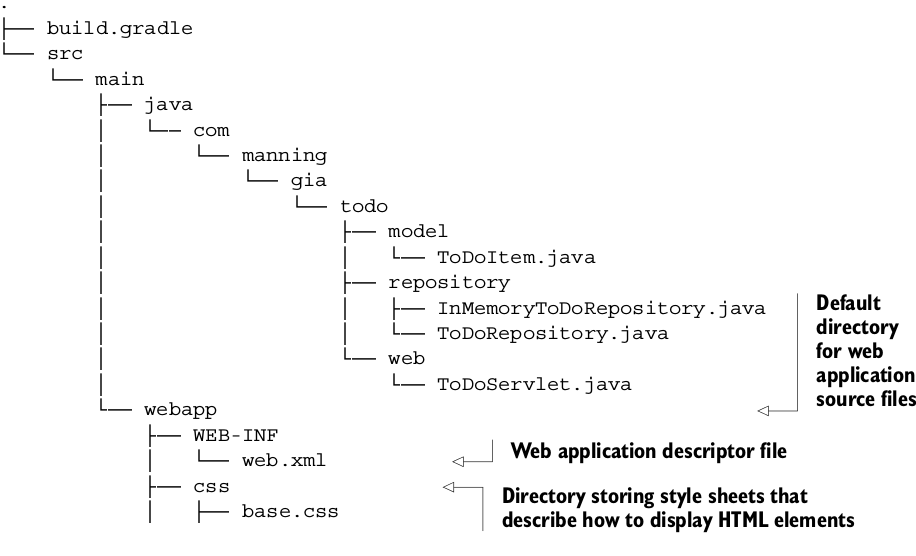 .
├── build.gradle
└── src
    └── main
        ├── java
        │   └── com
        │       └── manning
        │           └── gia
        │               └── todo
        │                   ├── model
        │                   │   └── ToDoItem.java
        │                   ├── repository
        │                   │   ├── InMemoryToDoRepository.java
        │                   │   └── ToDoRepository.java
        │                   └── web
        │                       └── ToDoServlet.java
        └── webapp
            ├── WEB-INF
            │   └── web.xml
            ├── css
            │   ├── base.css
Default
directory
for web
application
source files
Web application descriptor file
Directory storing style sheets that
describe how to display HTML elements